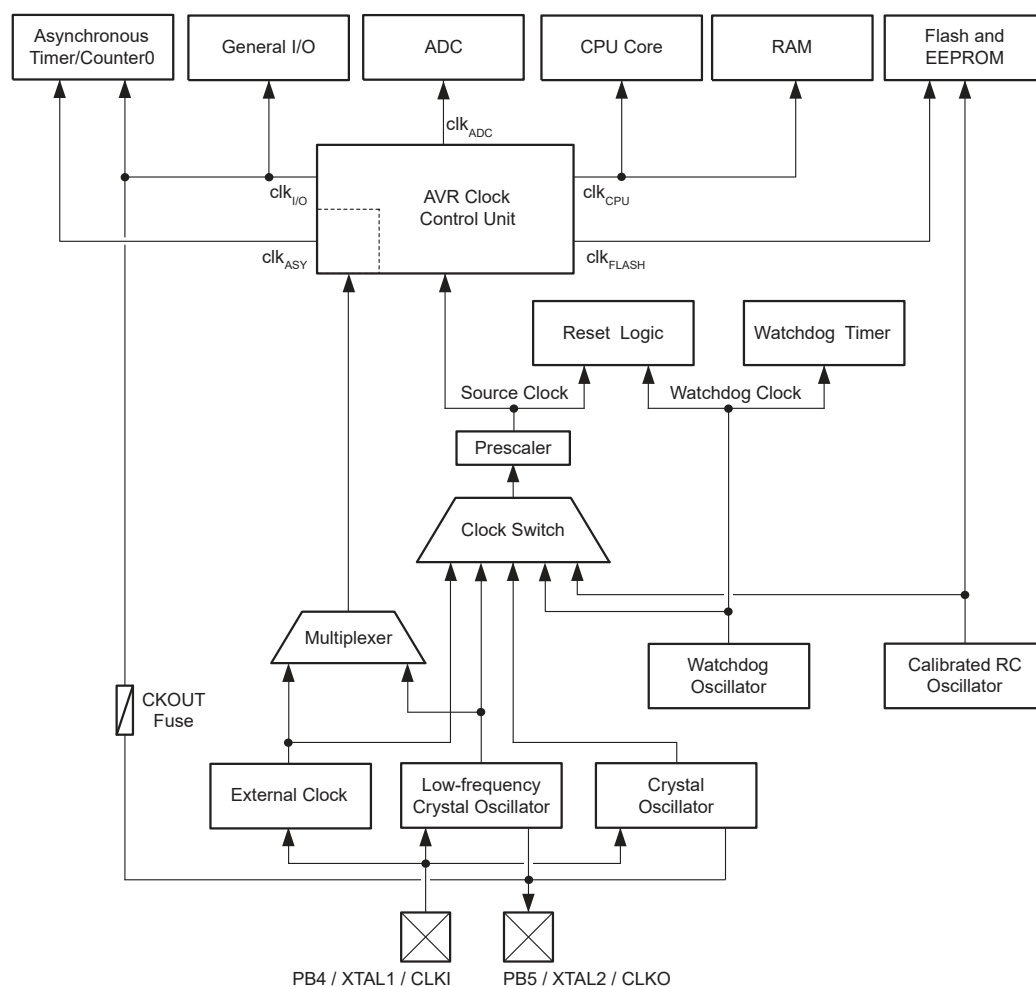 Asynchronous
Timer/Counter0
General I/O
ADC
CPU Core
RAM
Flash and
EEPROM
clkADC
clkI/O
AVR Clock
Control Unit
clkCPU
clkASY
clkFLASH
Reset Logic
Watchdog Timer
Source Clock
Watchdog Clock
Prescaler
Clock Switch
Multiplexer
Watchdog
Oscillator
Calibrated RC
Oscillator
CKOUT
Fuse
External Clock
Low-frequency
Crystal Oscillator
Crystal
Oscillator
PB4 / XTAL1 / CLKI
PB5 / XTAL2 / CLKO